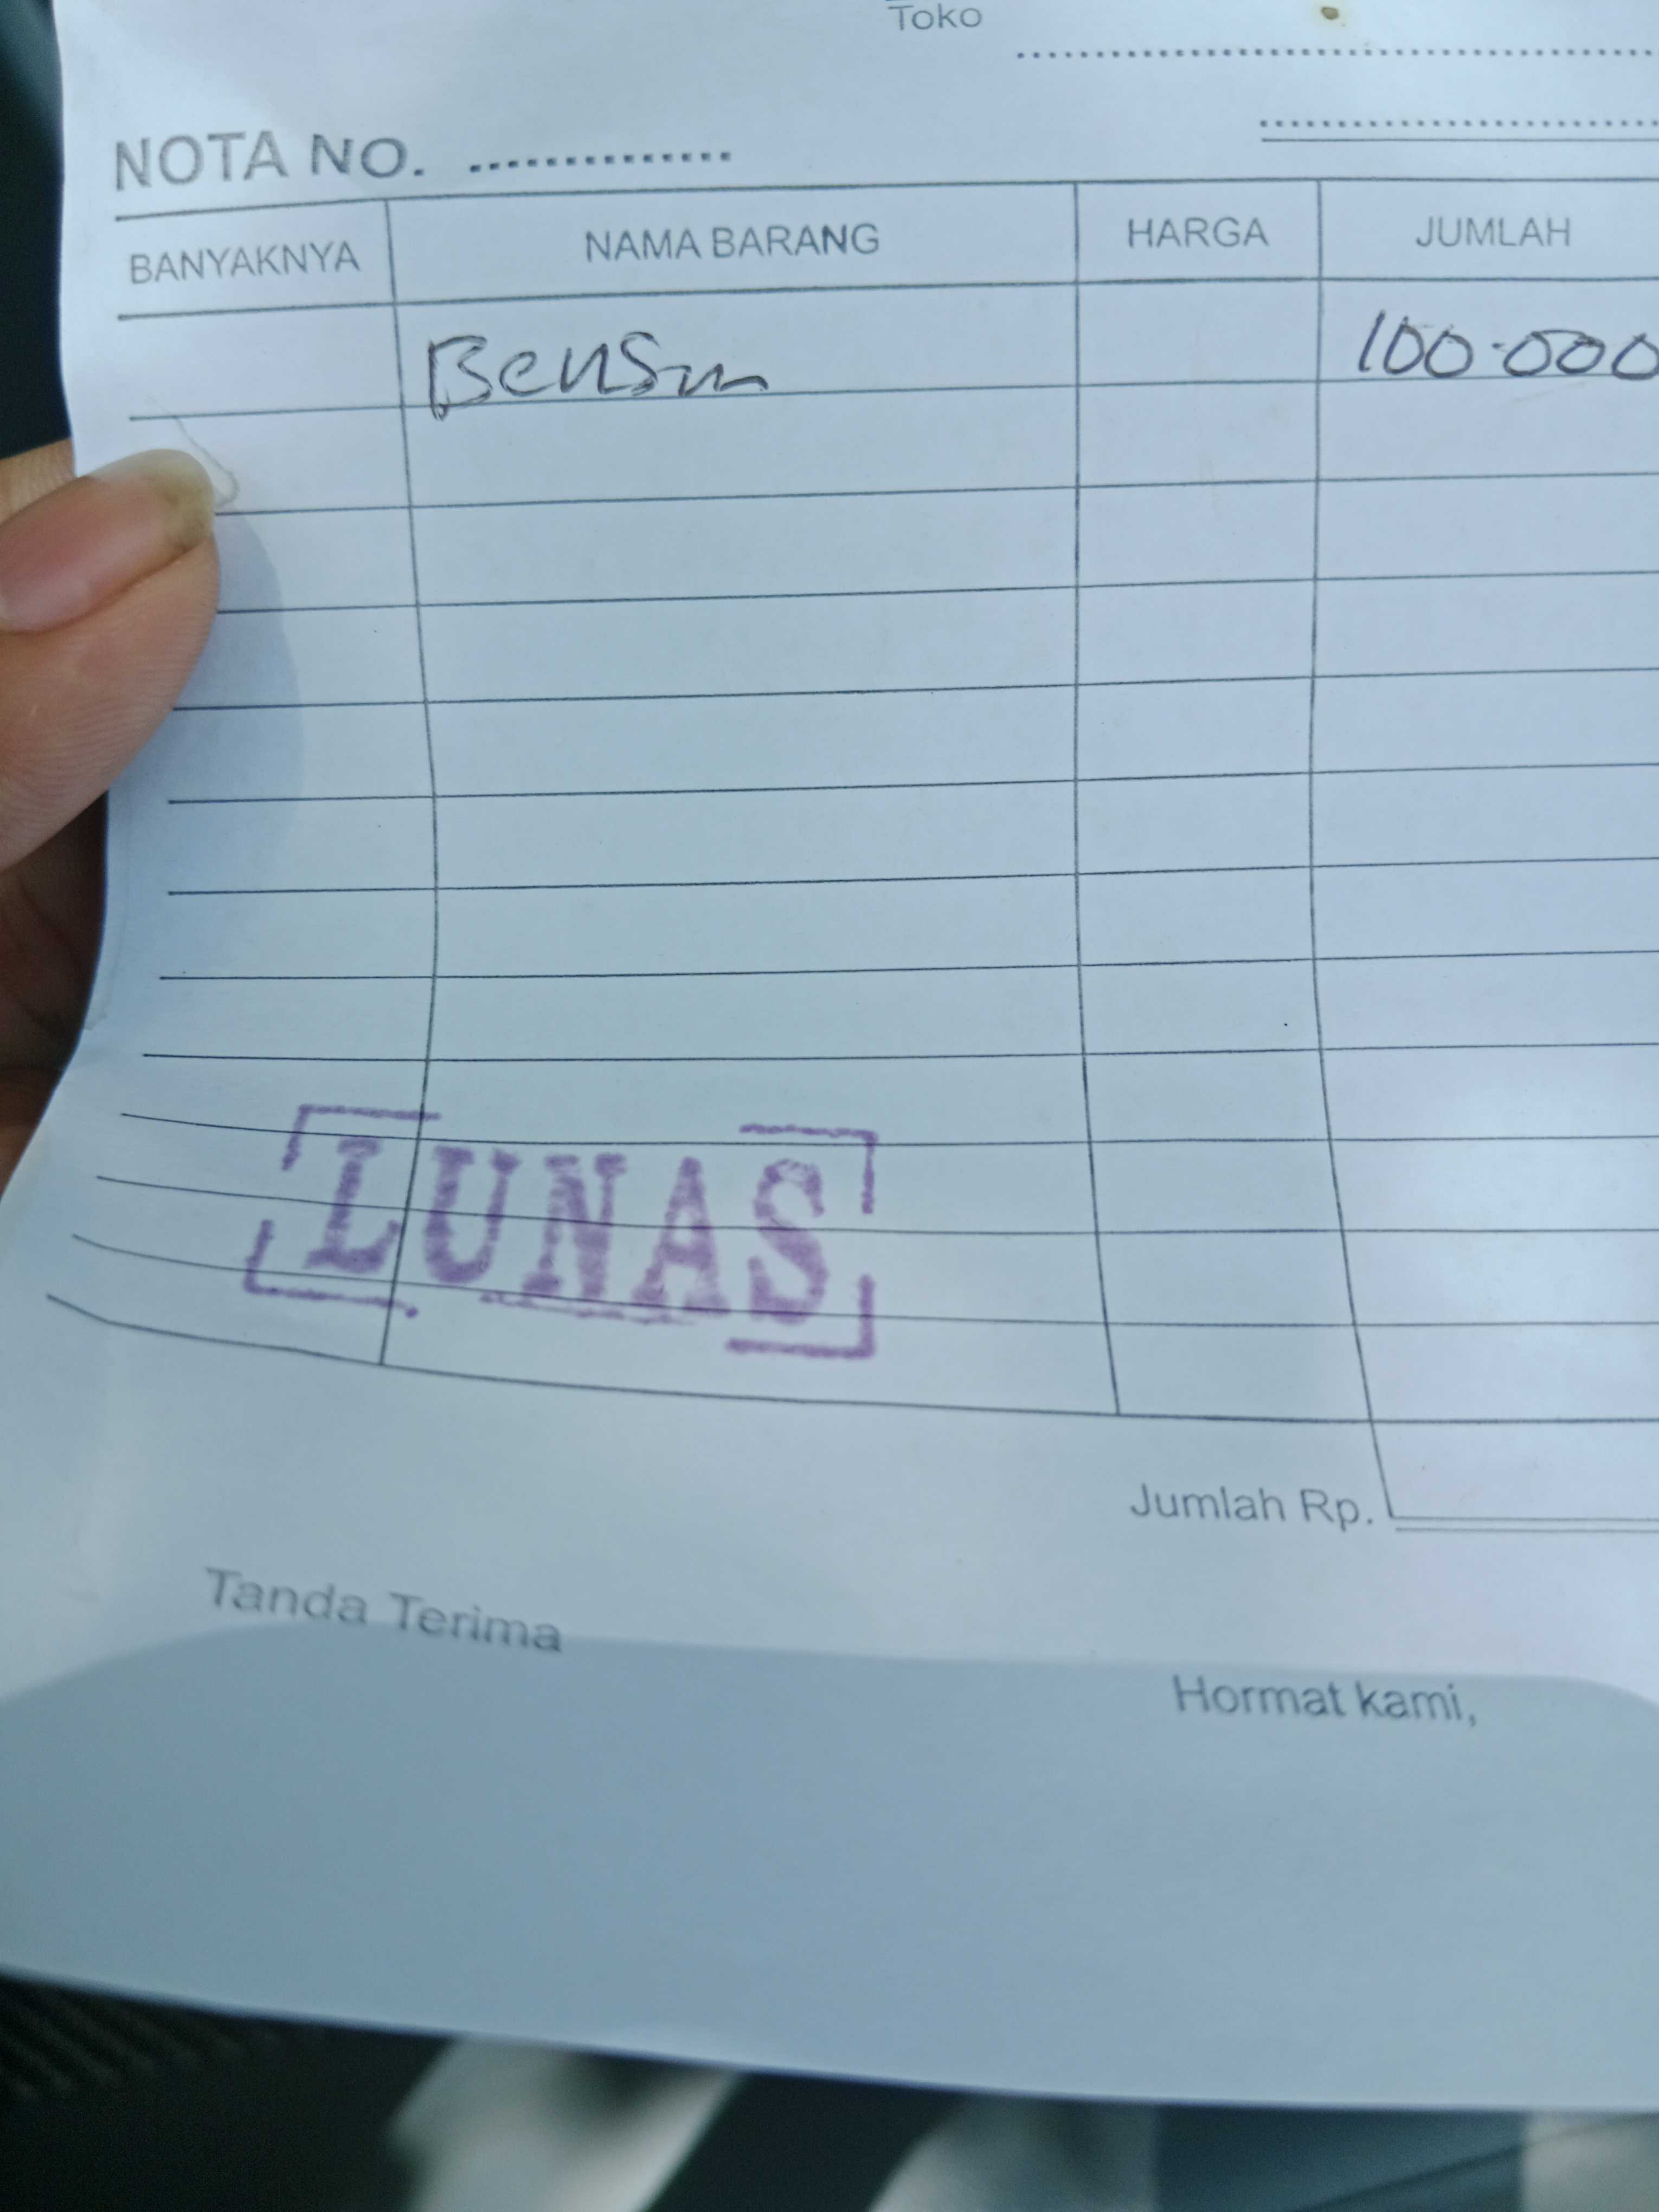 Toko
NOTA NO. ..............
BANYAKNYA NAMA BARANG HARGA JUMLAH
Bensin 100.000
LUNAS
Jumlah Rp.
Tanda Terima
Hormat kami,